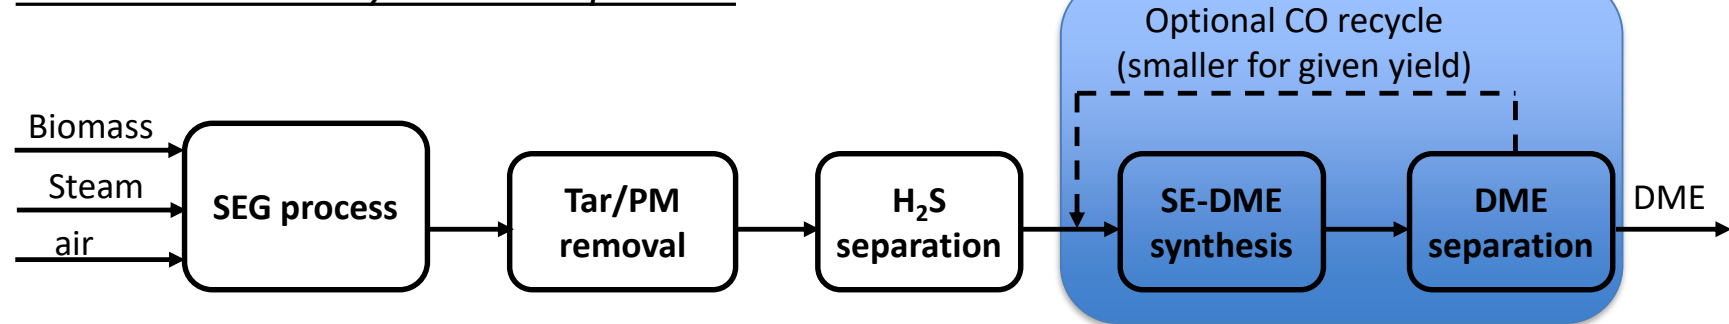 Optional CO recycle
(smaller for given yield)
Biomass
Steam
air
SEG process
Tar/PM
removal
H₂S
separation
SE-DME
synthesis
DME
separation
DME